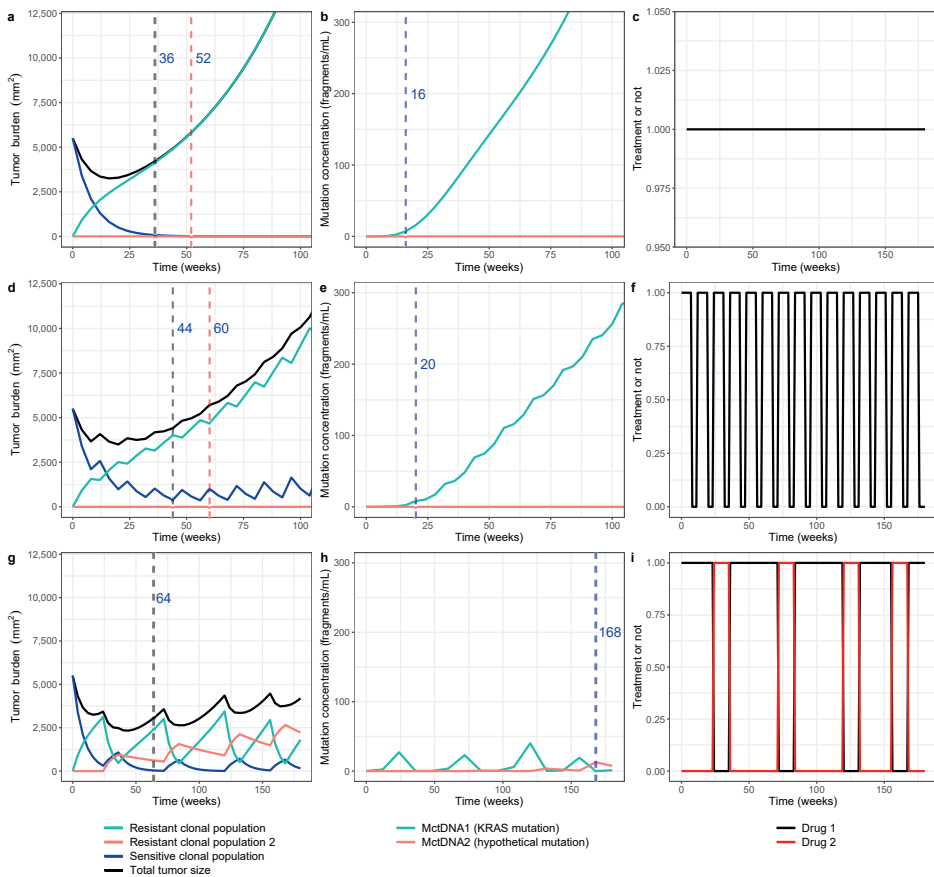 a
Tumor burden (mm²)
12,500
10,000
7,500
5,000
2,500
0
36
52
0
25
50
75
100
Time (weeks)
b
Mutation concentration (fragments/mL)
300
200
100
0
16
0
25
50
75
100
Time (weeks)
c
Treatment or not
1.050
1.025
1.000
0.975
0.950
0
50
100
150
Time (weeks)
d
Tumor burden (mm²)
12,500
10,000
7,500
5,000
2,500
0
44
60
0
25
50
75
100
Time (weeks)
e
Mutation concentration (fragments/mL)
300
200
100
0
20
0
25
50
75
100
Time (weeks)
f
Treatment or not
1.00
0.75
0.50
0.25
0.00
0
50
100
150
Time (weeks)
g
Tumor burden (mm²)
12,500
10,000
7,500
5,000
2,500
0
64
0
50
100
150
Time (weeks)
h
Mutation concentration (fragments/mL)
300
200
100
0
168
0
50
100
150
Time (weeks)
i
Treatment or not
1.00
0.75
0.50
0.25
0.00
0
50
100
150
Time (weeks)
Resistant clonal population
Resistant clonal population 2
Sensitive clonal population
Total tumor size
MctDNA1 (KRAS mutation)
MctDNA2 (hypothetical mutation)
Drug 1
Drug 2